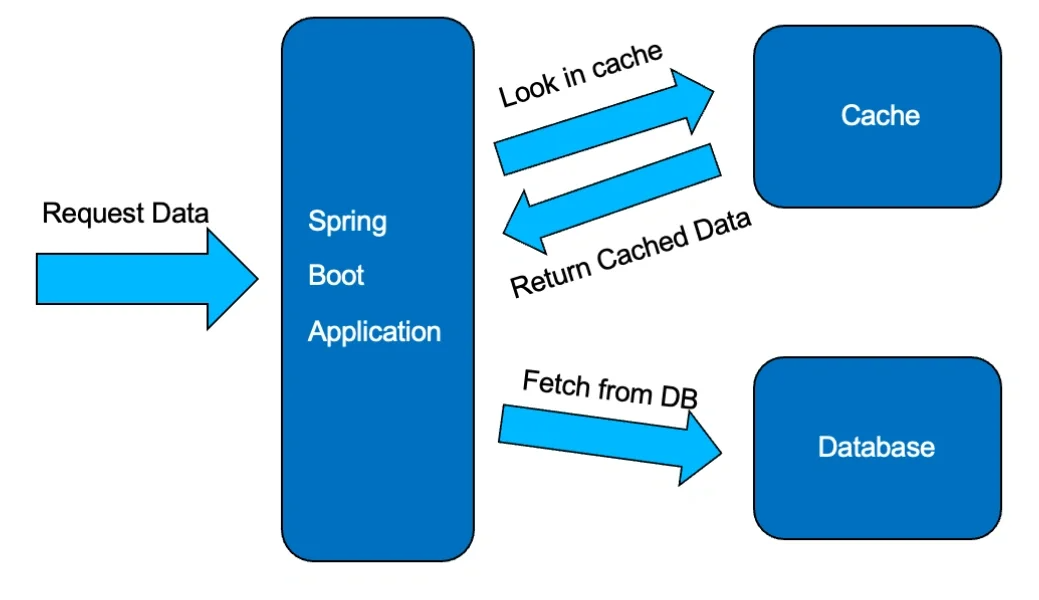 Request Data
Spring
Boot
Application
Look in cache
Return Cached Data
Cache
Fetch from DB
Database